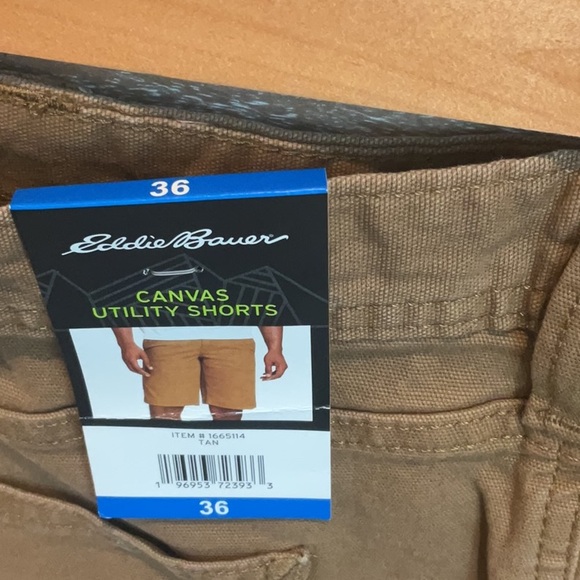 36
Eddie Bauer
CANVAS
UTILITY SHORTS
ITEM # 1665114
TAN
1 96953 72393 3
36